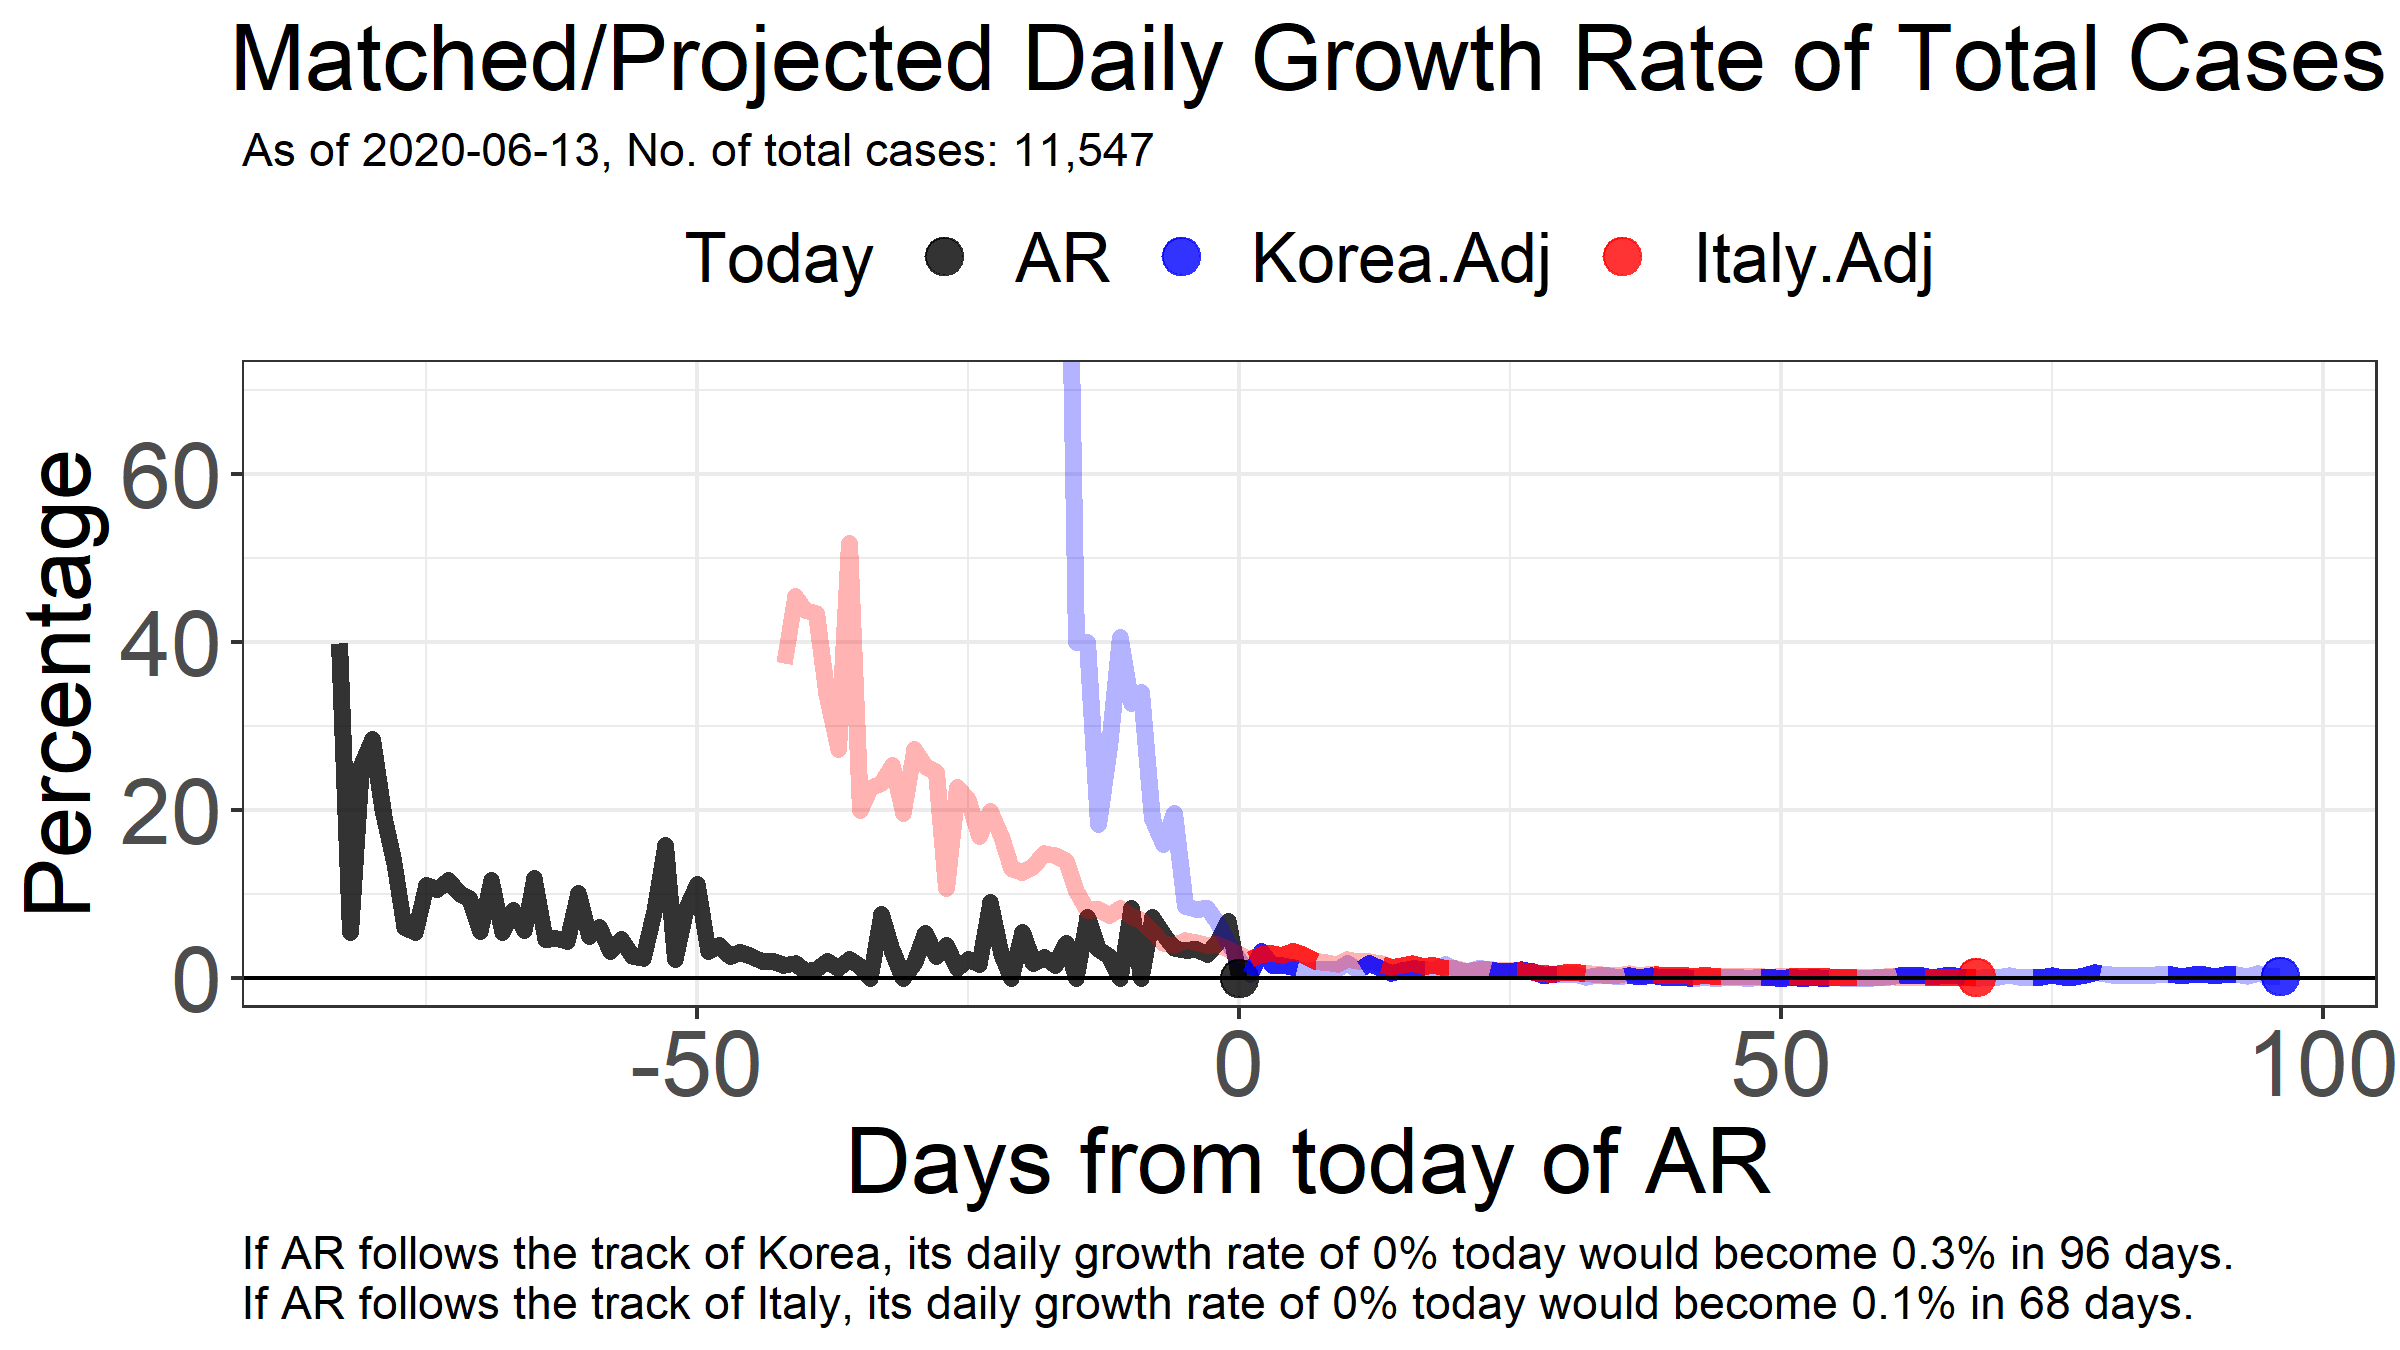 Matched/Projected Daily Growth Rate of Total Cases
As of 2020-06-13, No. of total cases: 11,547
Today AR Korea.Adj Italy.Adj
Percentage
60
40
20
0
-50 0 50 100
Days from today of AR
If AR follows the track of Korea, its daily growth rate of 0% today would become 0.3% in 96 days.
If AR follows the track of Italy, its daily growth rate of 0% today would become 0.1% in 68 days.